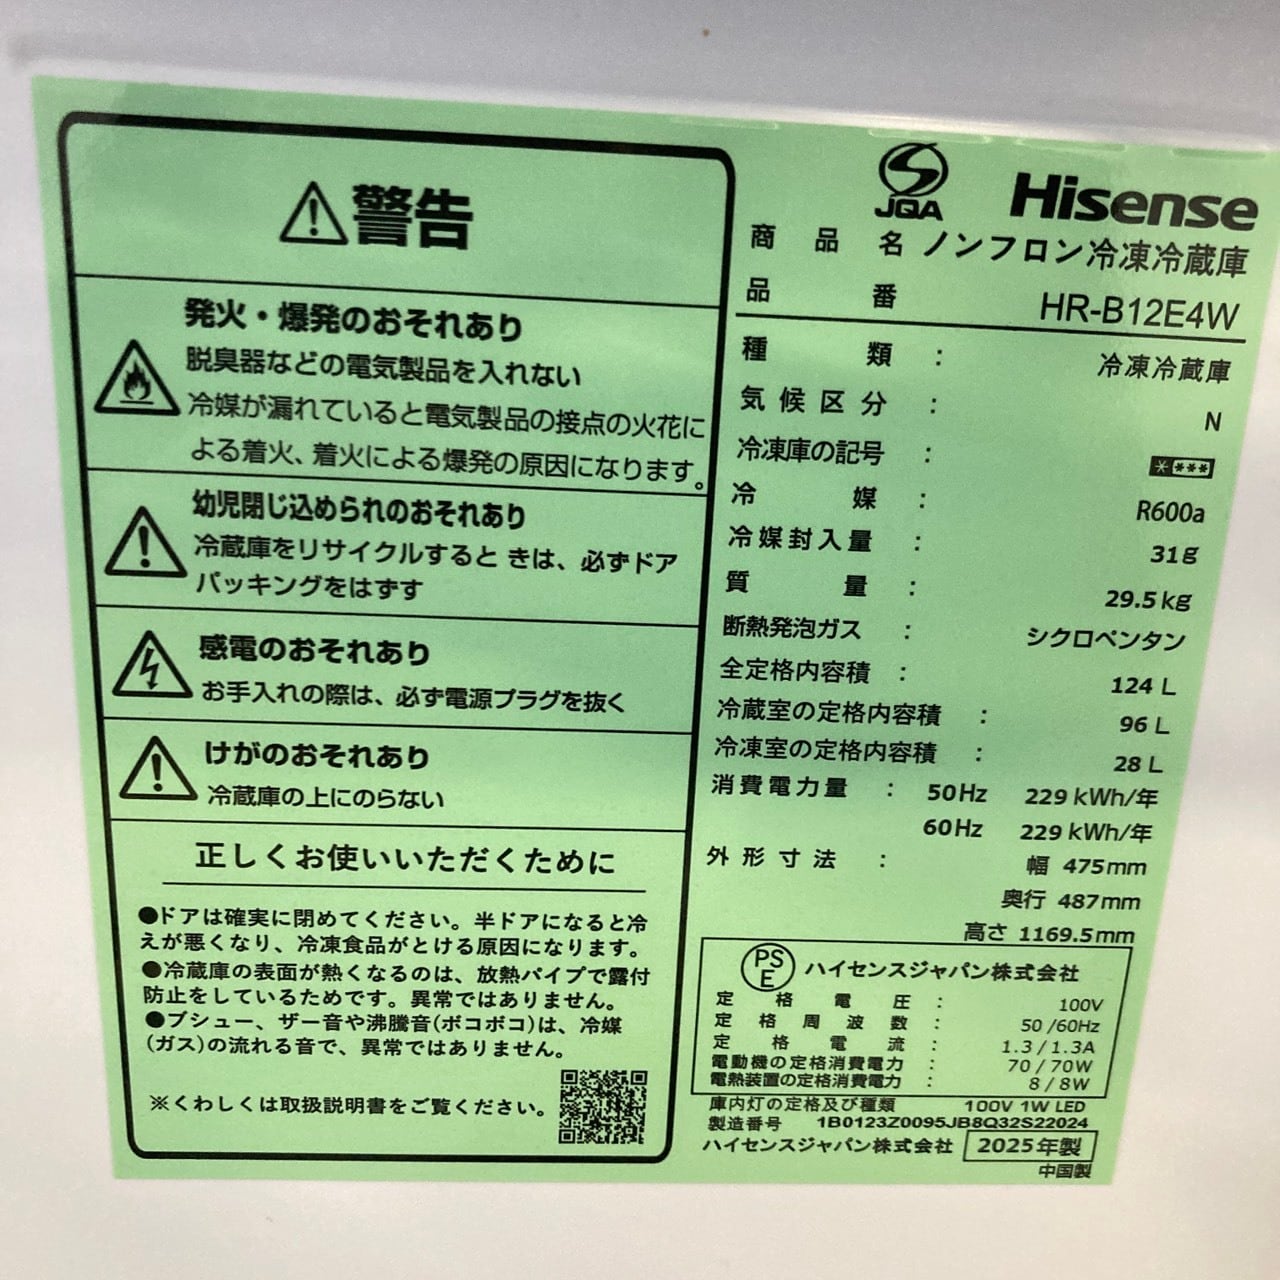 警告
発火・爆発のおそれあり
脱臭器などの電気製品を入れない
冷媒が漏れていると電気製品の接点の火花に
よる着火、着火による爆発の原因になります。
幼児閉じ込められのおそれあり
冷蔵庫をリサイクルすると きは、必ずドア
パッキングをはずす
感電のおそれあり
お手入れの際は、必ず電源プラグを抜く
けがのおそれあり
冷蔵庫の上にのらない
正しくお使いいただくために
●ドアは確実に閉めてください。半ドアになると冷
えが悪くなり、冷凍食品がとける原因になります。
●冷蔵庫の表面が熱くなるのは、放熱パイプで露付
防止をしているためです。異常ではありません。
●ブシュー、ザー音や沸騰音(ボコボコ)は、冷媒
(ガス)の流れる音で、異常ではありません。
※くわしくは取扱説明書をご覧ください。
JQA Hisense
商品名 ノンフロン冷凍冷蔵庫
品番 HR-B12E4W
種類 : 冷凍冷蔵庫
気候区分 : N
冷凍庫の記号 : ****
冷媒 : R600a
冷媒封入量 : 31g
質量 : 29.5kg
断熱発泡ガス : シクロペンタン
全定格内容積 : 124 L
冷蔵室の定格内容積 : 96 L
冷凍室の定格内容積 : 28 L
消費電力量 : 50Hz 229 kWh/年
60Hz 229 kWh/年
外形寸法 : 幅 475mm
奥行 487mm
高さ 1169.5mm
PSE ハイセンスジャパン株式会社
定格電圧 : 100V
定格周波数 : 50/60Hz
定格電流 : 1.3/1.3A
電動機の定格消費電力 : 70/70W
電熱装置の定格消費電力 : 8/8W
庫内灯の定格及び種類 100V 1W LED
製造番号 1B0123Z0095JB8Q32S22024
ハイセンスジャパン株式会社 2025年製
中国製